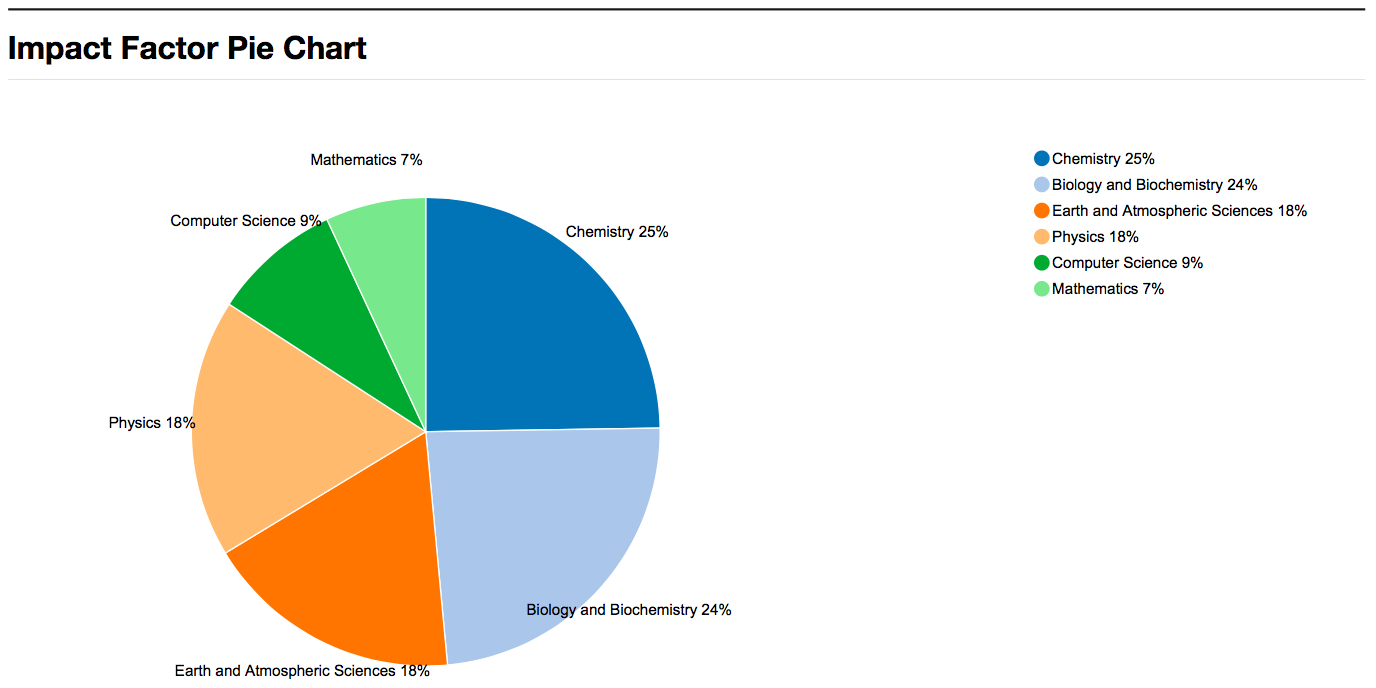 Impact Factor Pie Chart
Mathematics 7%
Computer Science 9%
Chemistry 25%
Physics 18%
Biology and Biochemistry 24%
Earth and Atmospheric Sciences 18%
Chemistry 25%
Biology and Biochemistry 24%
Earth and Atmospheric Sciences 18%
Physics 18%
Computer Science 9%
Mathematics 7%